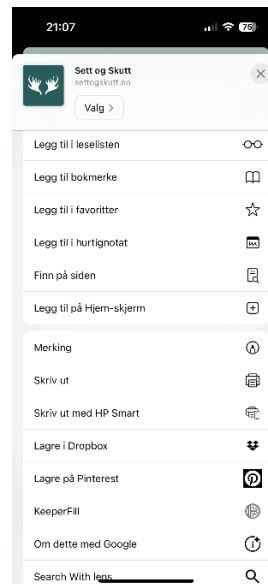 21:07
75
Sett og Skutt
settogskutt.no
Valg >
Legg til i leselisten
Legg til bokmerke
Legg til i favoritter
Legg til i hurtignotat
Finn på siden
Legg til på Hjem-skjerm
Merking
Skriv ut
Skriv ut med HP Smart
Lagre i Dropbox
Lagre på Pinterest
KeeperFill
Om dette med Google
Search With lens